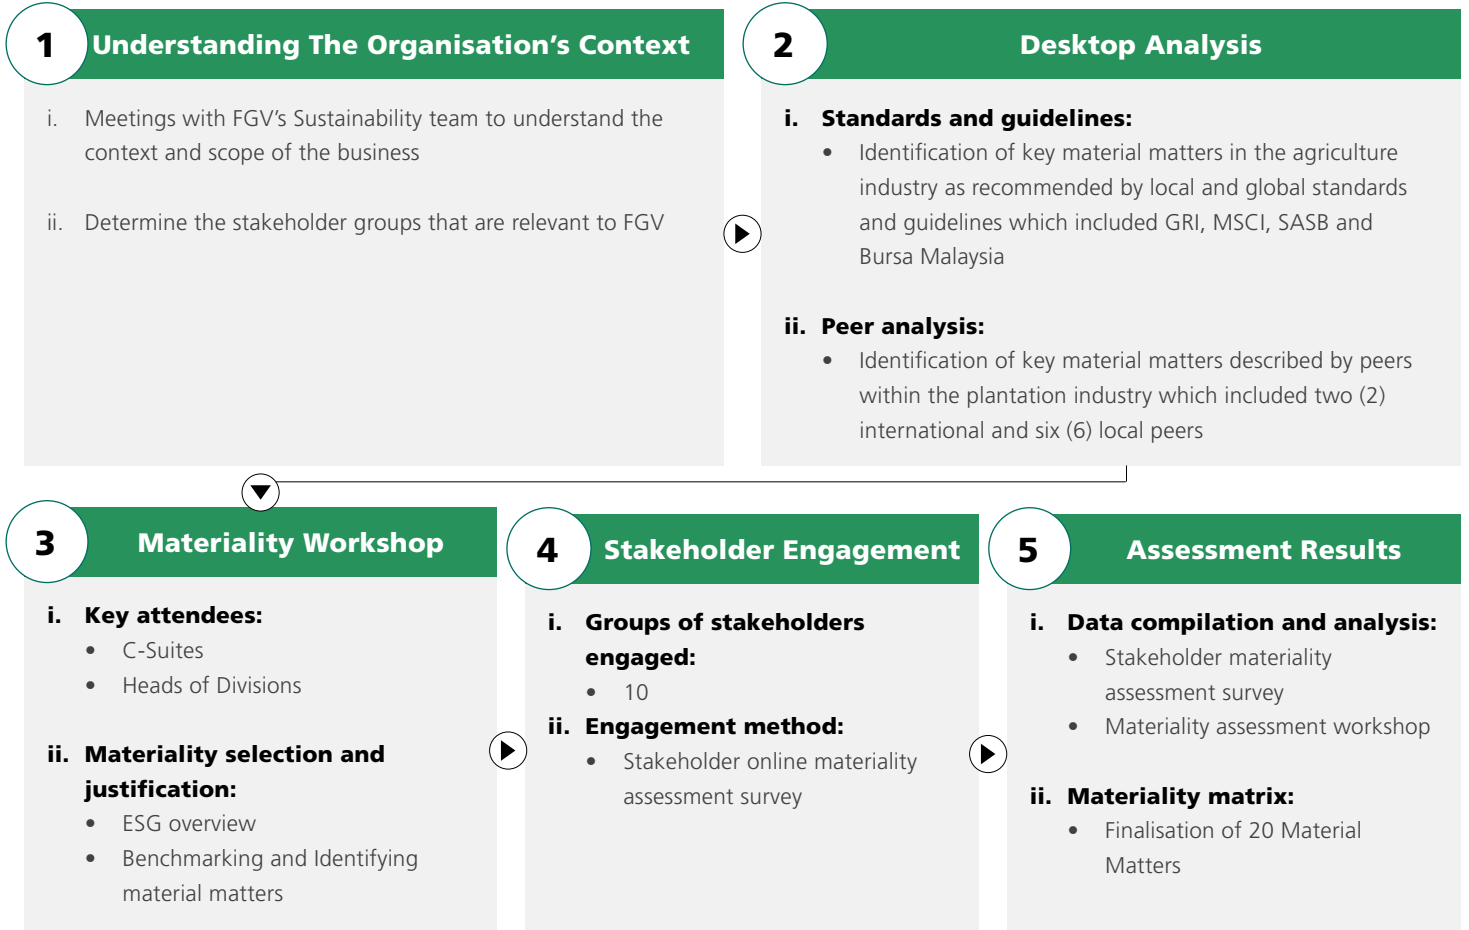 1
Understanding The Organisation's Context
i. Meetings with FGV's Sustainability team to understand the
context and scope of the business
ii. Determine the stakeholder groups that are relevant to FGV
2
Desktop Analysis
i. Standards and guidelines:
• Identification of key material matters in the agriculture
industry as recommended by local and global standards
and guidelines which included GRI, MSCI, SASB and
Bursa Malaysia
ii. Peer analysis:
• Identification of key material matters described by peers
within the plantation industry which included two (2)
international and six (6) local peers
3
Materiality Workshop
i. Key attendees:
• C-Suites
• Heads of Divisions
ii. Materiality selection and
justification:
• ESG overview
• Benchmarking and Identifying
material matters
4
Stakeholder Engagement
i. Groups of stakeholders
engaged:
• 10
ii. Engagement method:
• Stakeholder online materiality
assessment survey
5
Assessment Results
i. Data compilation and analysis:
• Stakeholder materiality
assessment survey
• Materiality assessment workshop
ii. Materiality matrix:
• Finalisation of 20 Material
Matters